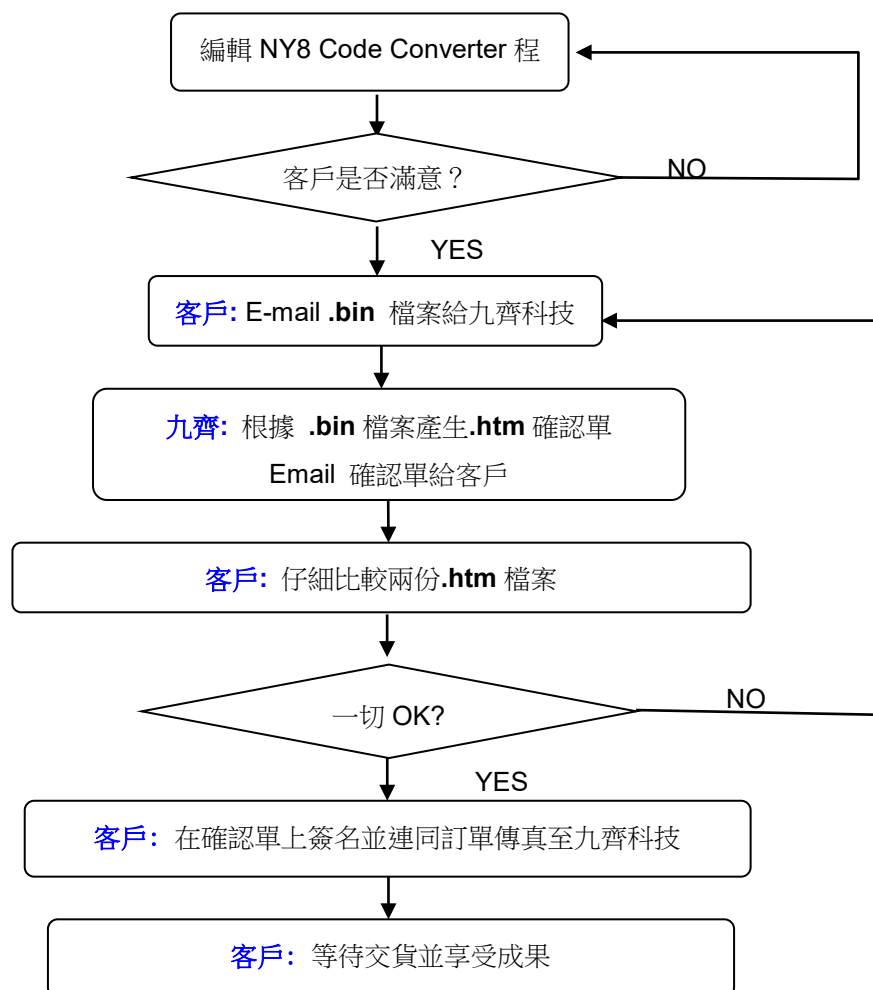 編輯 NY8 Code Converter 程
客戶是否滿意？
NO
YES
客戶: E-mail .bin 檔案給九齊科技
九齊: 根據 .bin 檔案產生.htm 確認單
Email 確認單給客戶
客戶: 仔細比較兩份.htm 檔案
一切 OK?
NO
YES
客戶: 在確認單上簽名並連同訂單傳真至九齊科技
客戶: 等待交貨並享受成果